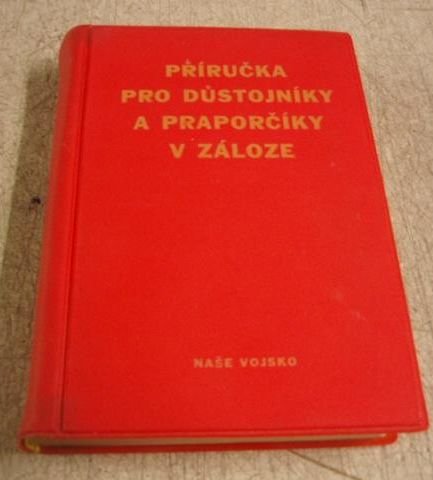 PŘÍRUČKA
PRO DŮSTOJNÍKY
A PRAPORČÍKY
V ZÁLOZE
NAŠE VOJSKO